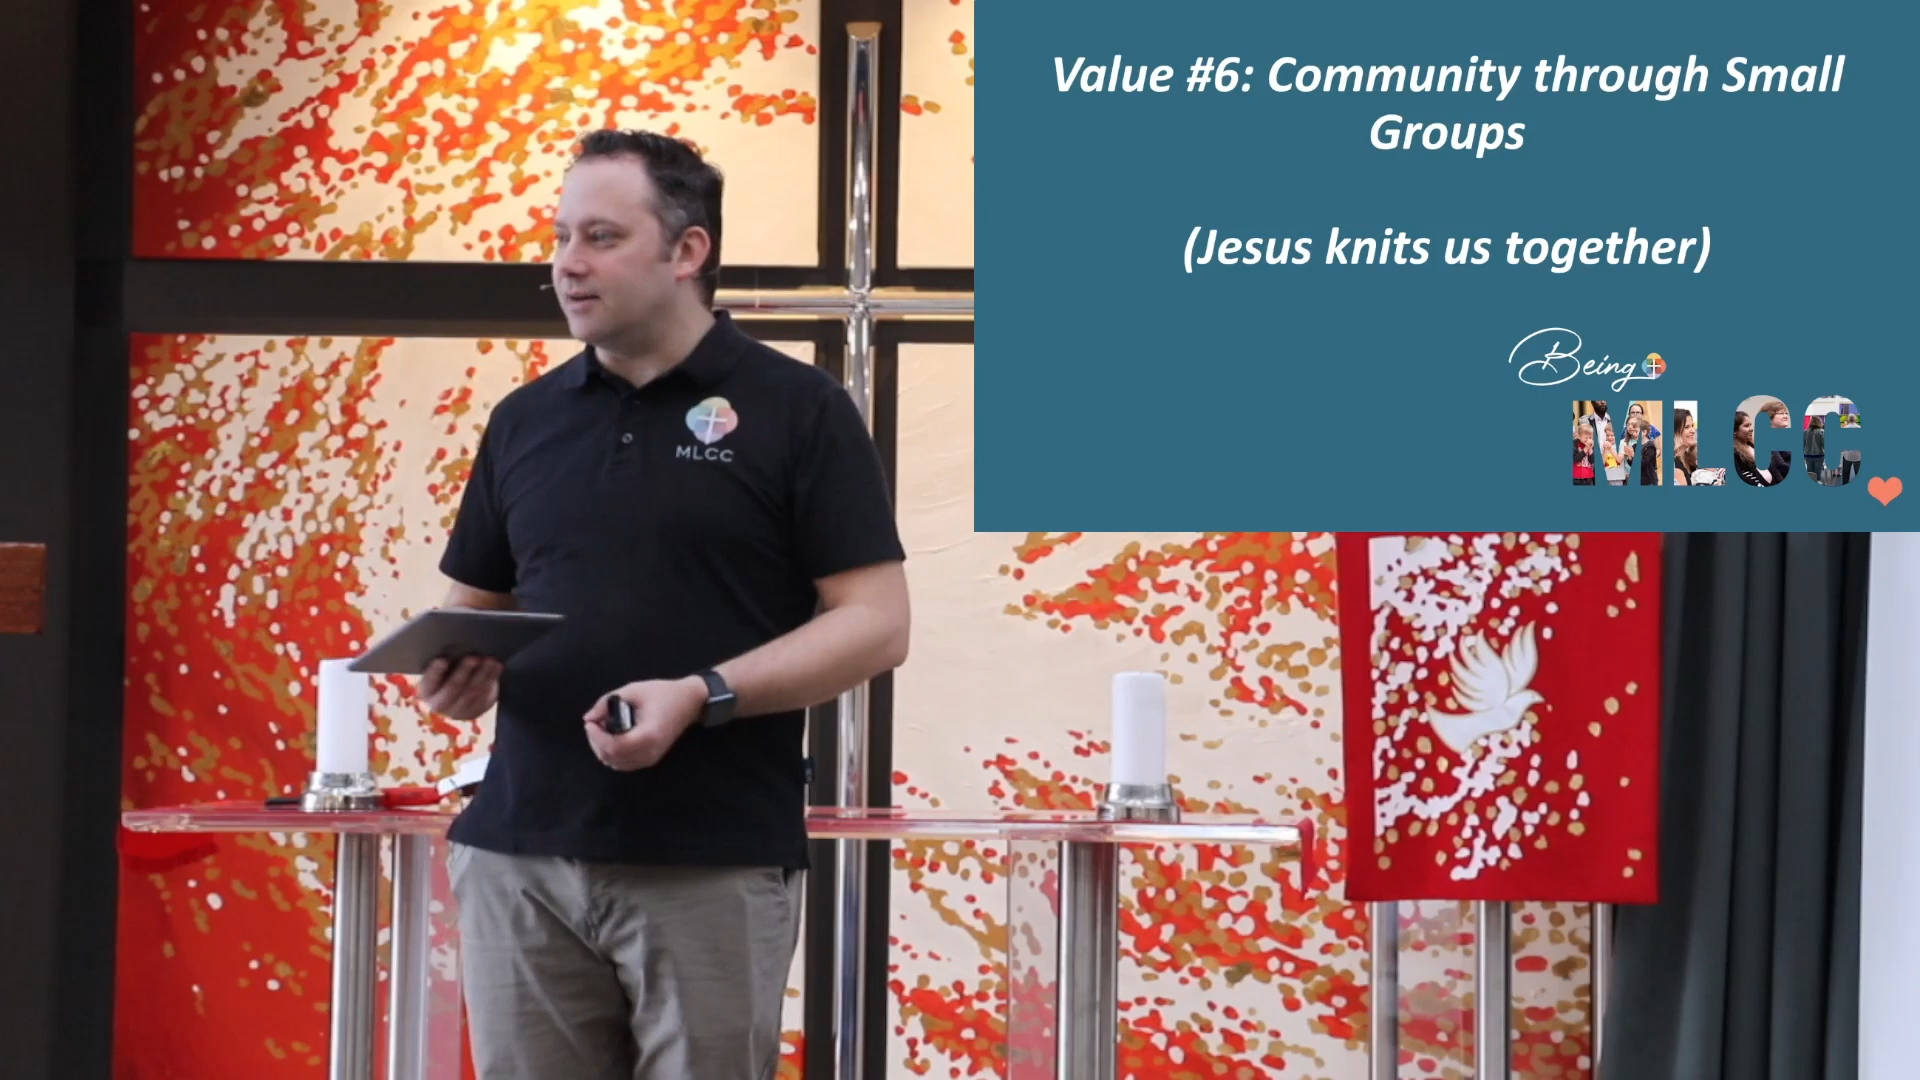 Value #6: Community through Small
Groups
(Jesus knits us together)
Being
MLCC
MLCC